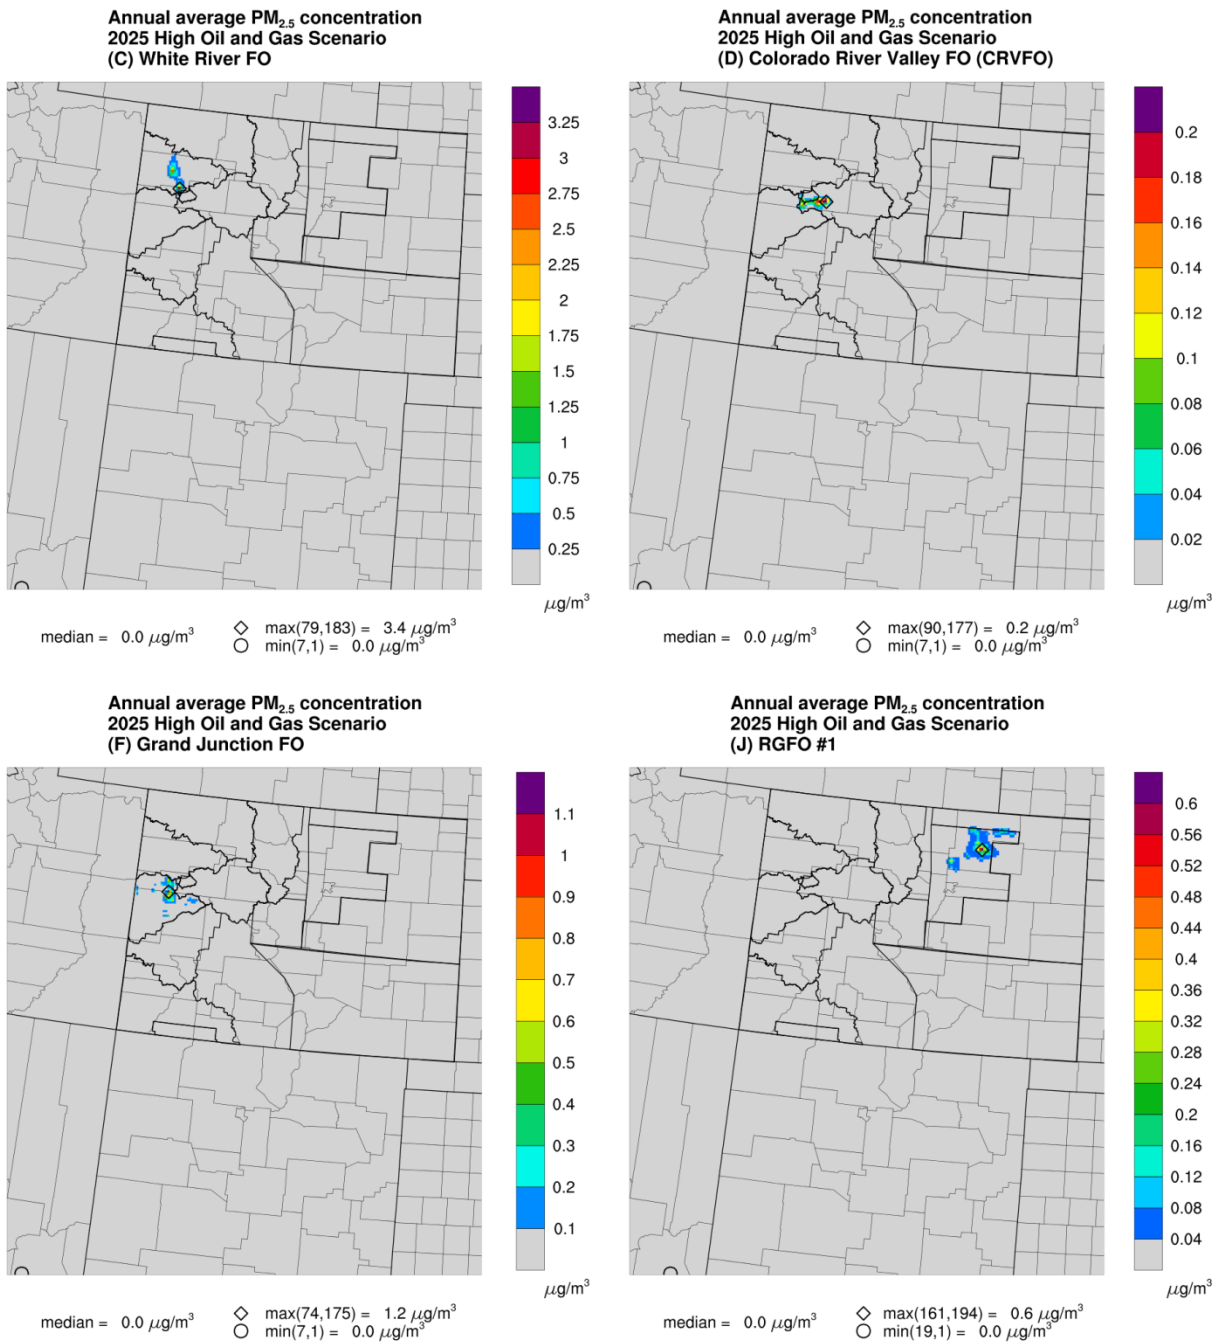 Annual average PM2.5 concentration
2025 High Oil and Gas Scenario
(C) White River FO
3.25
3
2.75
2.5
2.25
2
1.75
1.5
1.25
1
0.75
0.5
0.25
μg/m³
median = 0.0 μg/m³
max(79,183) = 3.4 μg/m³
min(7,1) = 0.0 μg/m³
Annual average PM2.5 concentration
2025 High Oil and Gas Scenario
(D) Colorado River Valley FO (CRVFO)
0.2
0.18
0.16
0.14
0.12
0.1
0.08
0.06
0.04
0.02
μg/m³
median = 0.0 μg/m³
max(90,177) = 0.2 μg/m³
min(7,1) = 0.0 μg/m³
Annual average PM2.5 concentration
2025 High Oil and Gas Scenario
(F) Grand Junction FO
1.1
1
0.9
0.8
0.7
0.6
0.5
0.4
0.3
0.2
0.1
μg/m³
median = 0.0 μg/m³
max(74,175) = 1.2 μg/m³
min(7,1) = 0.0 μg/m³
Annual average PM2.5 concentration
2025 High Oil and Gas Scenario
(J) RGFO #1
0.6
0.56
0.52
0.48
0.44
0.4
0.36
0.32
0.28
0.24
0.2
0.16
0.12
0.08
0.04
μg/m³
median = 0.0 μg/m³
max(161,194) = 0.6 μg/m³
min(19,1) = 0.0 μg/m³